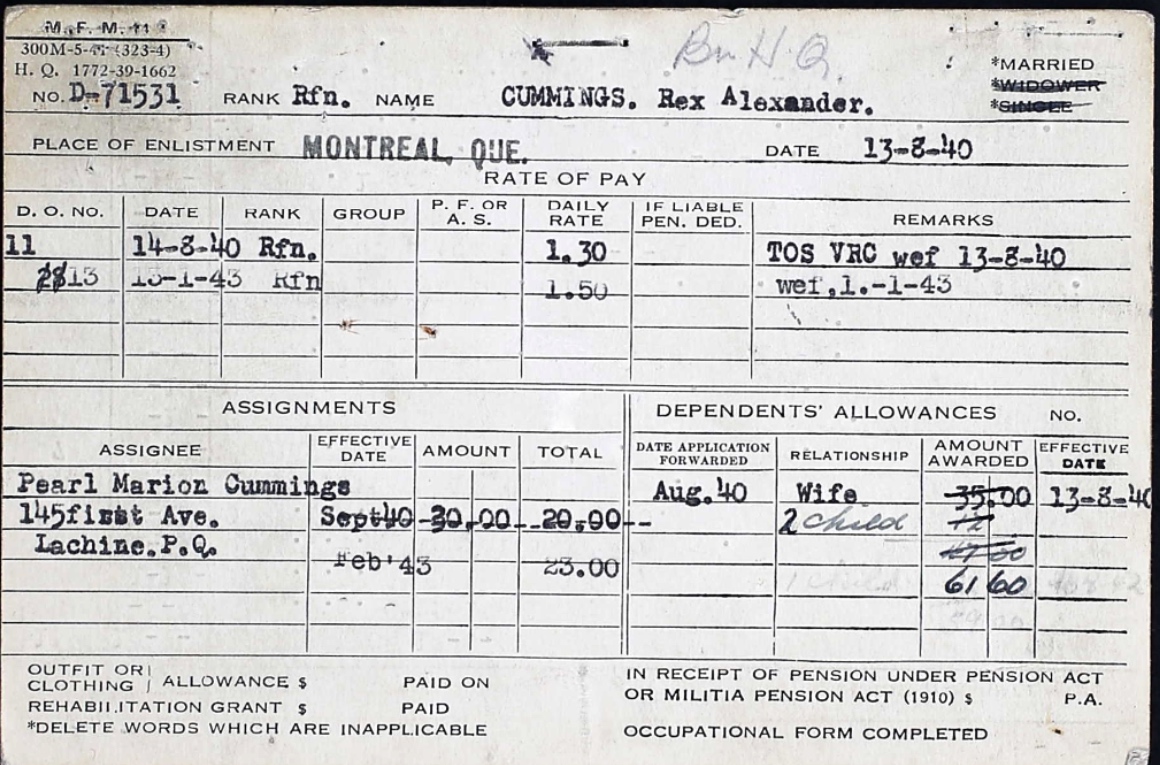 M. F. M. 11
300M-5-41 (323-4)
H. Q. 1772-39-1662
Bn H.Q.
*MARRIED
*WIDOWER
*SINGLE
NO. D-71531 RANK Rfn. NAME CUMMINGS. Rex Alexander.
PLACE OF ENLISTMENT MONTREAL, QUE. DATE 13-8-40
RATE OF PAY
D. O. No. DATE RANK GROUP P. F. OR A. S. DAILY RATE IF LIABLE PEN. DED. REMARKS
11 14-8-40 Rfn. 1.30 TOS VRC wef 13-8-40
13 13-1-43 Rfn 1.50 wef,1.-1-43
ASSIGNMENTS DEPENDENTS' ALLOWANCES NO.
ASSIGNEE EFFECTIVE DATE AMOUNT TOTAL DATE APPLICATION FORWARDED RELATIONSHIP AMOUNT AWARDED EFFECTIVE DATE
Pearl Marion Cummings Aug.'40 Wife 35.00 13-8-40
145first Ave. Sept40 -20.00- -20.00-- 2 child 12
Lachine.P.Q.
Feb'43 23.00
1 child 61 60
OUTFIT OR CLOTHING } ALLOWANCE $ PAID ON IN RECEIPT OF PENSION UNDER PENSION ACT
OR MILITIA PENSION ACT (1910) $ P.A.
REHABILITATION GRANT $ PAID
*DELETE WORDS WHICH ARE INAPPLICABLE OCCUPATIONAL FORM COMPLETED